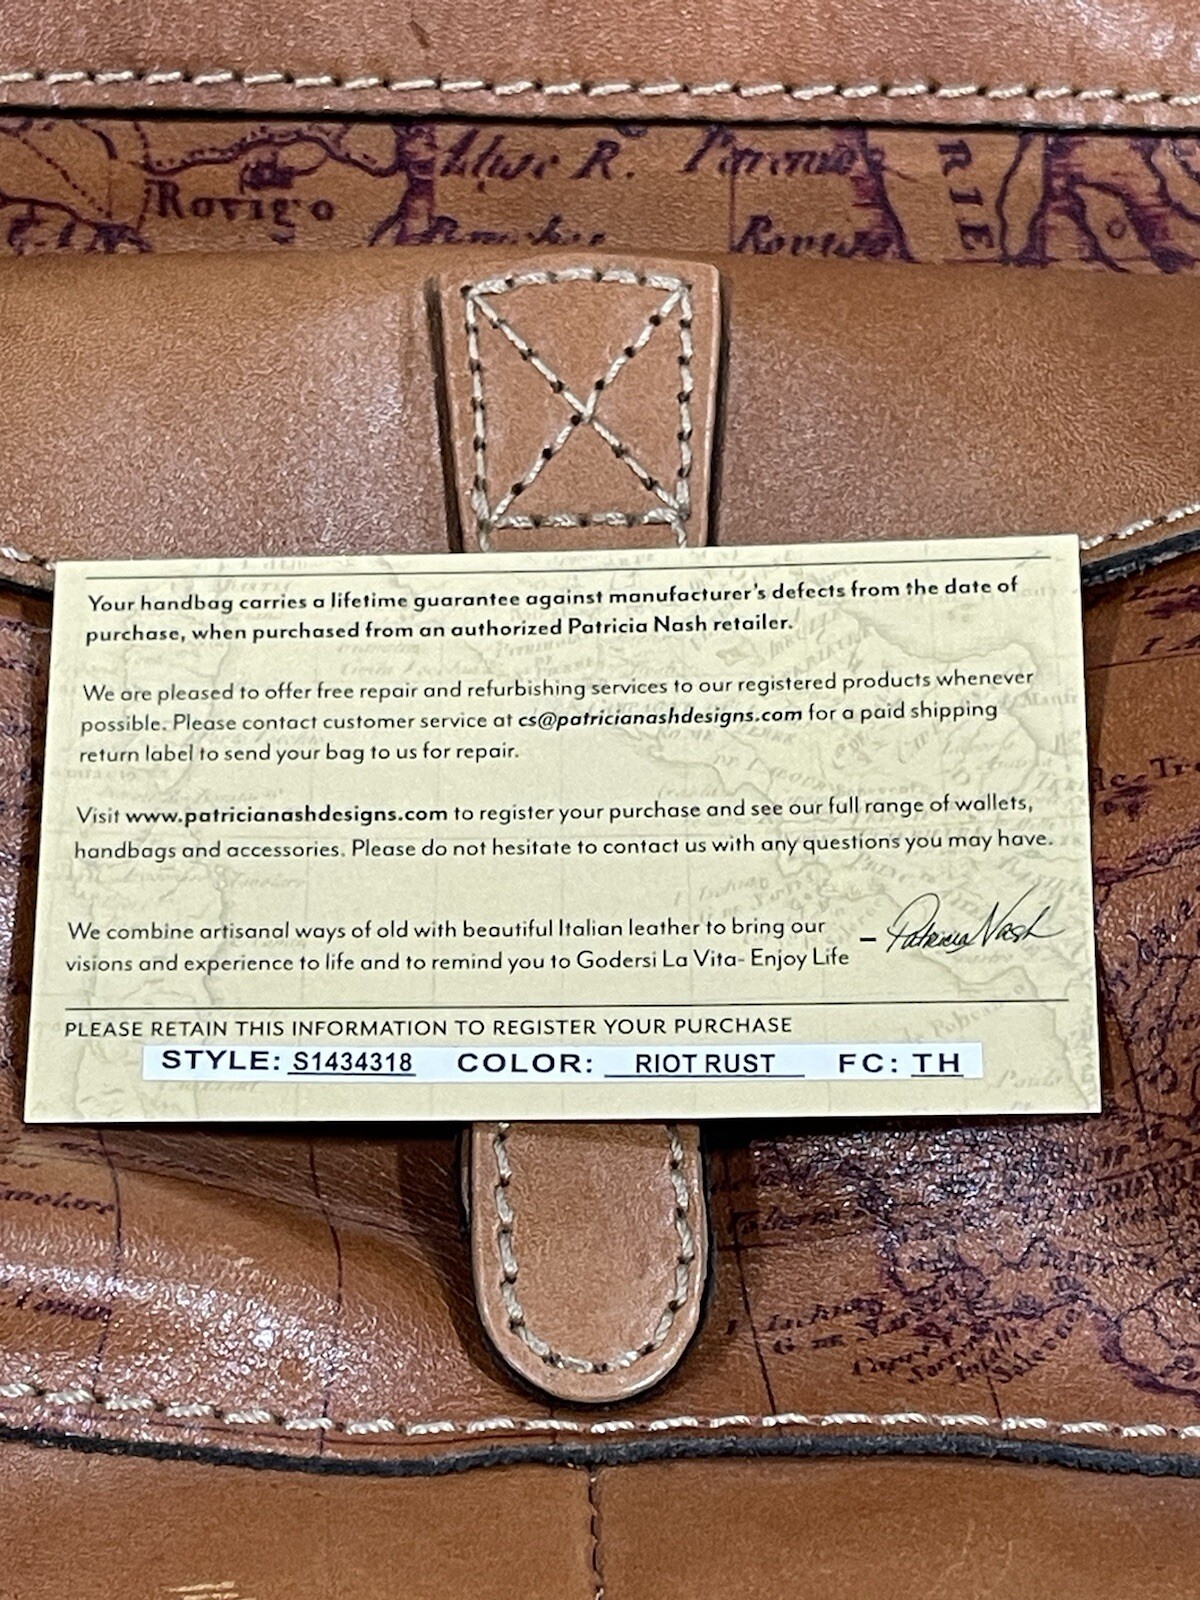 Rovigo
R.
RIE
Your handbag carries a lifetime guarantee against manufacturer's defects from the date of
purchase, when purchased from an authorized Patricia Nash retailer.
We are pleased to offer free repair and refurbishing services to our registered products whenever
possible. Please contact customer service at cs@patricianashdesigns.com for a paid shipping
return label to send your bag to us for repair.
Visit www.patricianashdesigns.com to register your purchase and see our full range of wallets,
handbags and accessories. Please do not hesitate to contact us with any questions you may have.
We combine artisanal ways of old with beautiful Italian leather to bring our
visions and experience to life and to remind you to Godersi La Vita- Enjoy Life
– Patricia Nash
PLEASE RETAIN THIS INFORMATION TO REGISTER YOUR PURCHASE
STYLE: S1434318 COLOR: RIOT RUST FC: TH